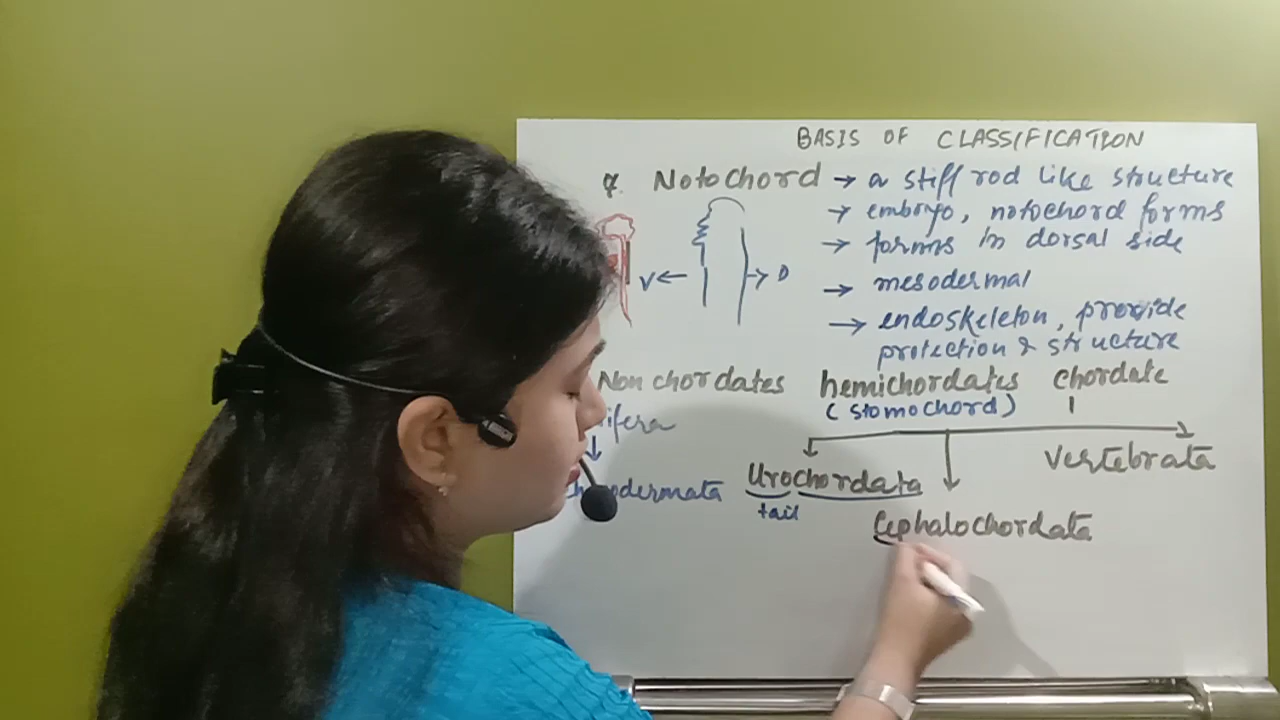 BASIS OF CLASSIFICATION
7. Notochord → a stiff rod like structure
→ embryo, notochord forms
→ forms in dorsal side
V ← → D
→ mesodermal
→ endoskeleton, provide
protection & structure
Non chordates hemichordates chordate
(stomochord)
Vertebrata
Urochordata
tail
Cephalochordata